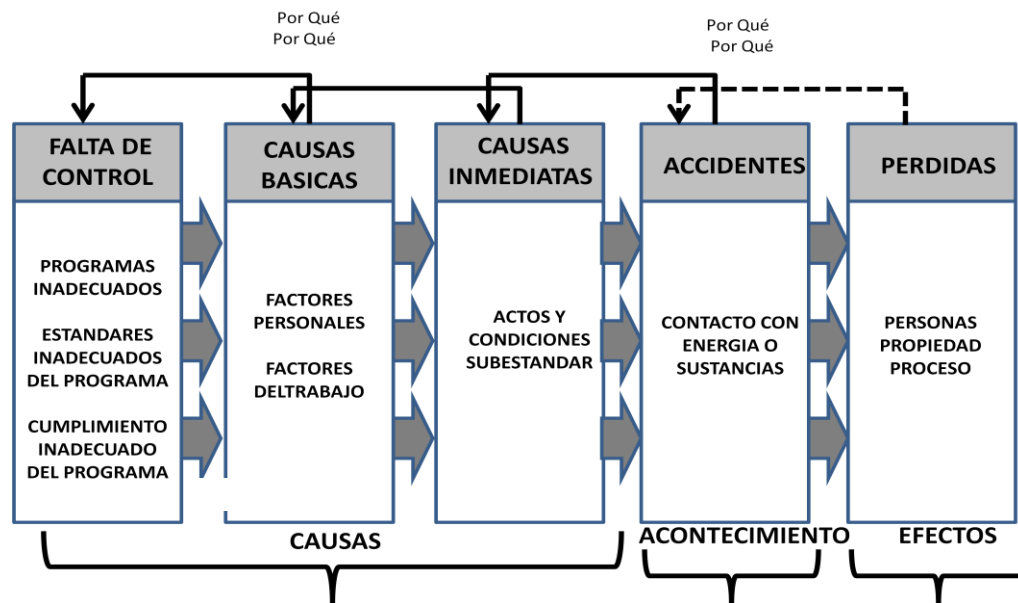 Por Qué
Por Qué
Por Qué
Por Qué
FALTA DE
CONTROL
PROGRAMAS
INADECUADOS
ESTANDARES
INADECUADOS
DEL PROGRAMA
CUMPLIMIENTO
INADECUADO
DEL PROGRAMA
CAUSAS
BASICAS
FACTORES
PERSONALES
FACTORES
DELTRABAJO
CAUSAS
INMEDIATAS
ACTOS Y
CONDICIONES
SUBESTANDAR
ACCIDENTES
CONTACTO CON
ENERGIA O
SUSTANCIAS
PERDIDAS
PERSONAS
PROPIEDAD
PROCESO
CAUSAS
ACONTECIMIENTO
EFECTOS